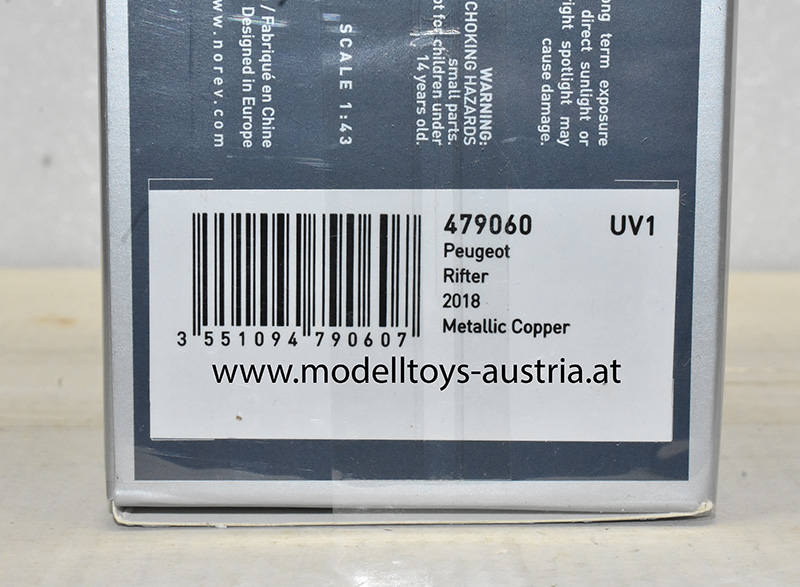 / Fabriqué en Chine
Designed in Europe
www.norev.com
SCALE 1:43
WARNING:
CHOKING HAZARDS
small parts.
not for children under
14 years old.
long term exposure
direct sunlight or
right spotlight may
cause damage.
479060 UV1
Peugeot
Rifter
2018
Metallic Copper
3 551094 790607
www.modelltoys-austria.at